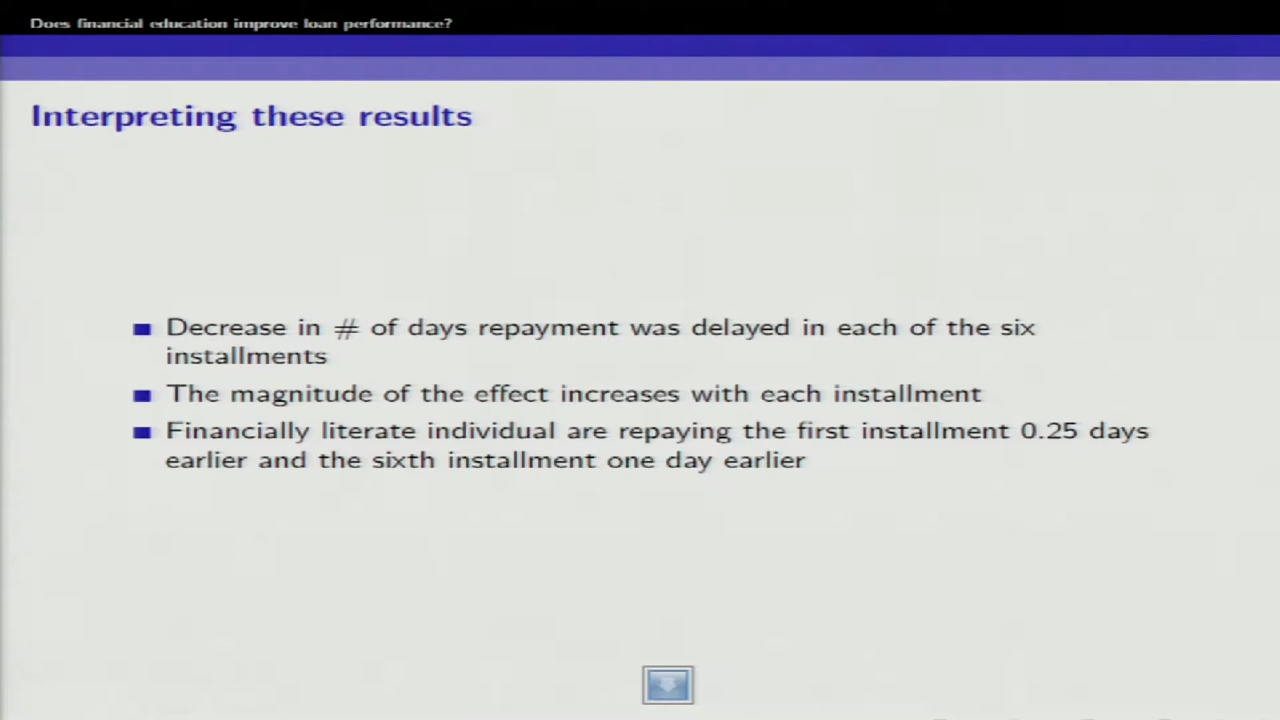 Does financial education improve loan performance?
Interpreting these results
Decrease in # of days repayment was delayed in each of the six
installments
The magnitude of the effect increases with each installment
Financially literate individual are repaying the first installment 0.25 days
earlier and the sixth installment one day earlier